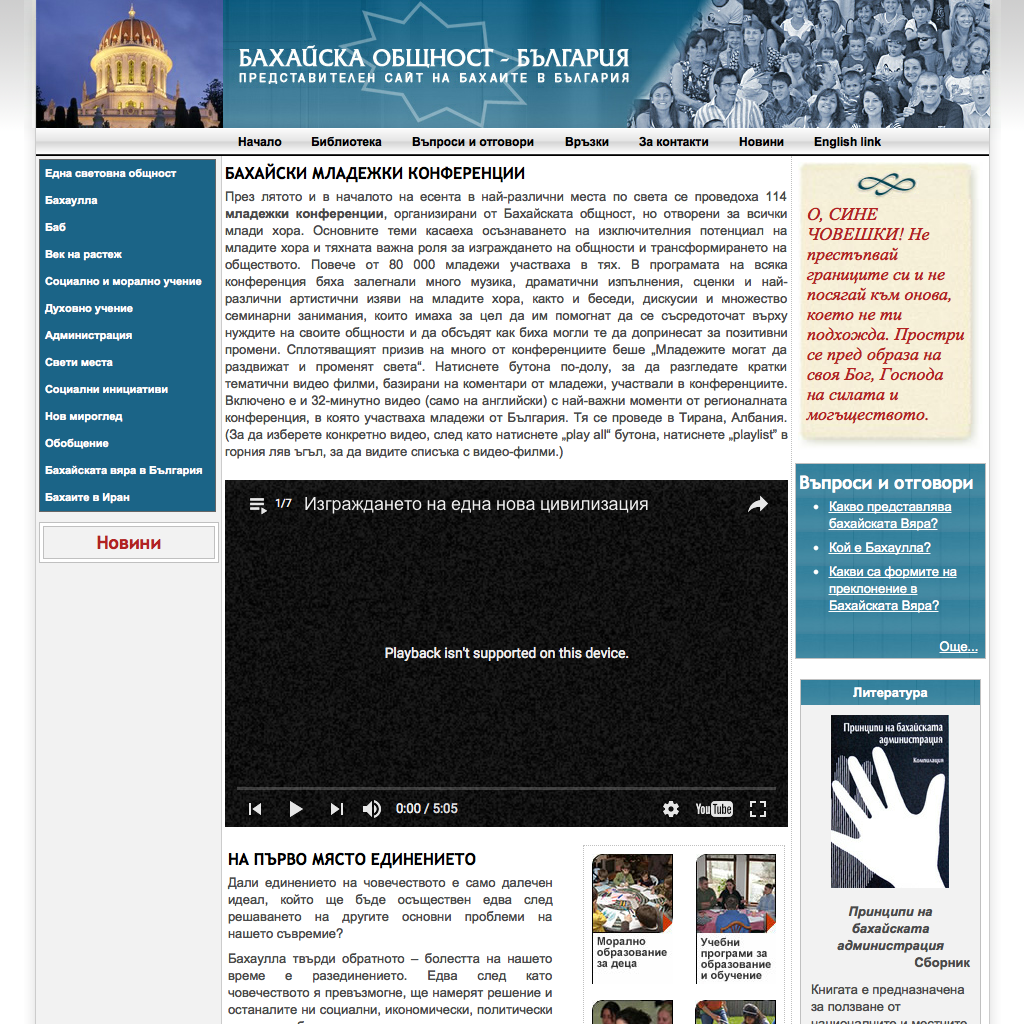 БАХАЙСКА ОБЩНОСТ - БЪЛГАРИЯ
ПРЕДСТАВИТЕЛЕН САЙТ НА БАХАИТЕ В БЪЛГАРИЯ
Начало Библиотека Въпроси и отговори Връзки За контакти Новини English link
Една световна общност
Бахаулла
Баб
Век на растеж
Социално и морално учение
Духовно учение
Администрация
Свети места
Социални инициативи
Нов мироглед
Обобщение
Бахайската вяра в България
Бахаите в Иран
Новини
БАХАЙСКИ МЛАДЕЖКИ КОНФЕРЕНЦИИ
През лятото и в началото на есента в най-различни места по света се проведоха 114
младежки конференции, организирани от Бахайската общност, но отворени за всички
млади хора. Основните теми касаеха осъзнаването на изключителния потенциал на
младите хора и тяхната важна роля за изграждането на общности и трансформирането на
обществото. Повече от 80 000 младежи участваха в тях. В програмата на всяка
конференция бяха залегнали много музика, драматични изпълнения, сценки и най-
различни артистични изяви на младите хора, както и беседи, дискусии и множество
семинарни занимания, които имаха за цел да им помогнат да се съсредоточат върху
нуждите на своите общности и да обсъдят как биха могли те да допринесат за позитивни
промени. Сплотяващият призив на много от конференциите беше „Младежите могат да
раздвижат и променят света“. Натиснете бутона по-долу, за да разгледате кратки
тематични видео филми, базирани на коментари от младежи, участвали в конференциите.
Включено е и 32-минутно видео (само на английски) с най-важни моменти от регионалната
конференция, в която участваха младежи от България. Тя се проведе в Тирана, Албания.
(За да изберете конкретно видео, след като натиснете „play all“ бутона, натиснете „playlist” в
горния ляв ъгъл, за да видите списъка с видео-филми.)
1/7 Изграждането на една нова цивилизация
Playback isn't supported on this device.
0:00 / 5:05
YouTube
НА ПЪРВО МЯСТО ЕДИНЕНИЕТО
Дали единението на човечеството е само далечен
идеал, който ще бъде осъществен едва след
решаването на другите основни проблеми на
нашето съвремие?
Бахаулла твърди обратното – болестта на нашето
време е разединението. Едва след като
човечеството я превъзмогне, ще намерят решение и
останалите ни социални, икономически, политически
Морално
образование
за деца
Учебни
програми за
образование
и обучение
О, СИНЕ
ЧОВЕШКИ! Не
престъпвай
границите си и не
посягай към онова,
което не ти
подхожда. Простри
се пред образа на
своя Бог, Господа
на силата и
могъществото.
Въпроси и отговори
Какво представлява
бахайската Вяра?
Кой е Бахаулла?
Какви са формите на
преклонение в
Бахайската Вяра?
Още...
Литература
Принципи на бахайската
администрация
Компилация
Принципи на
бахайската
администрация
Сборник
Книгата е предназначена
за ползване от
националните и местните